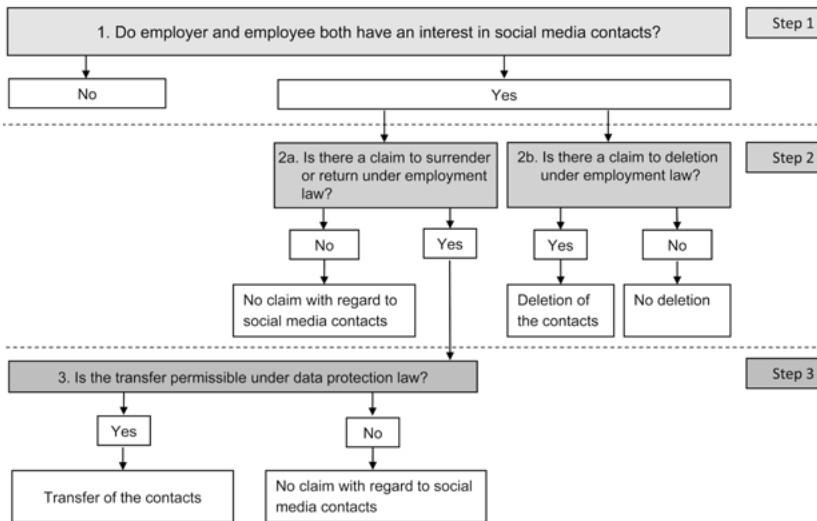 1. Do employer and employee both have an interest in social media contacts?
Step 1
No
Yes
2a. Is there a claim to surrender
or return under employment
law?
2b. Is there a claim to deletion
under employment law?
Step 2
No
Yes
Yes
No
No claim with regard to
social media contacts
Deletion of
the contacts
No deletion
3. Is the transfer permissible under data protection law?
Step 3
Yes
No
Transfer of the contacts
No claim with regard to social
media contacts